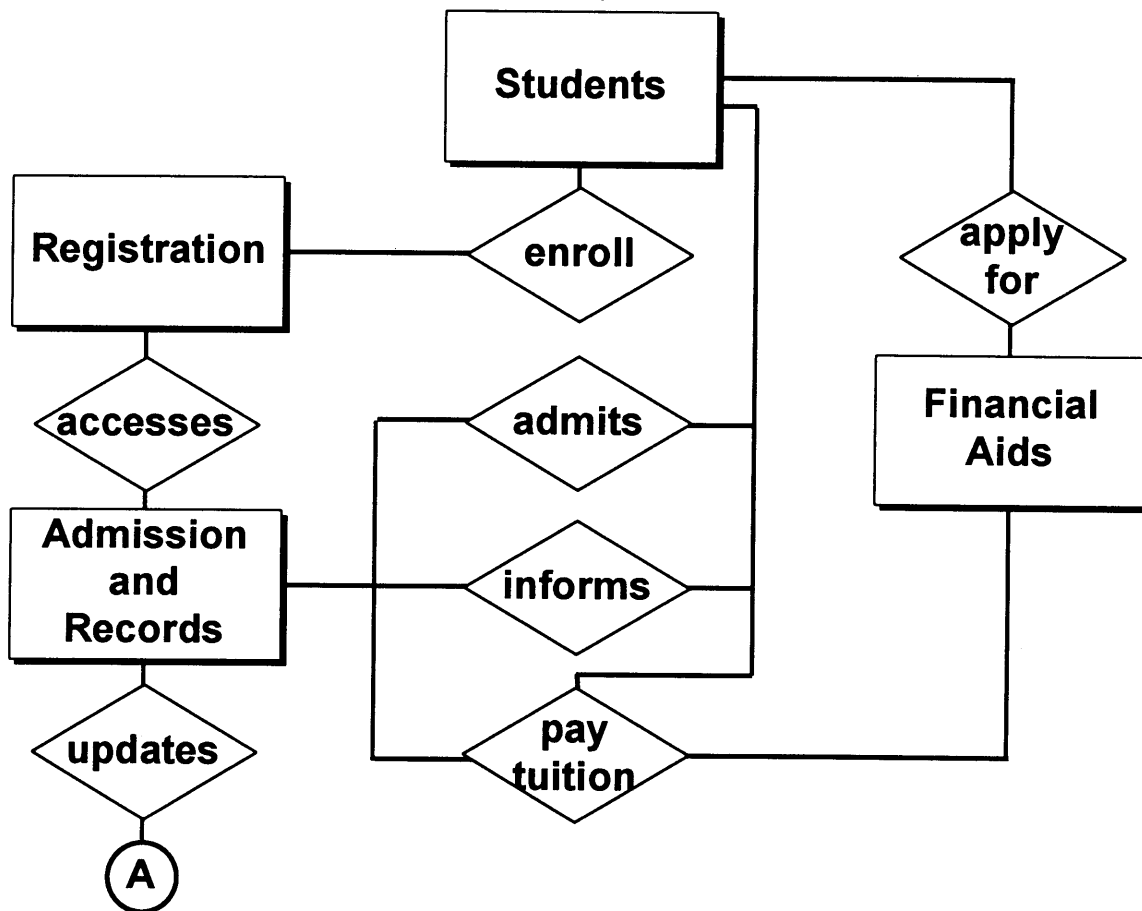 Students
Registration
enroll
apply
for
accesses
admits
Financial
Aids
Admission
and
Records
informs
updates
pay
tuition
A